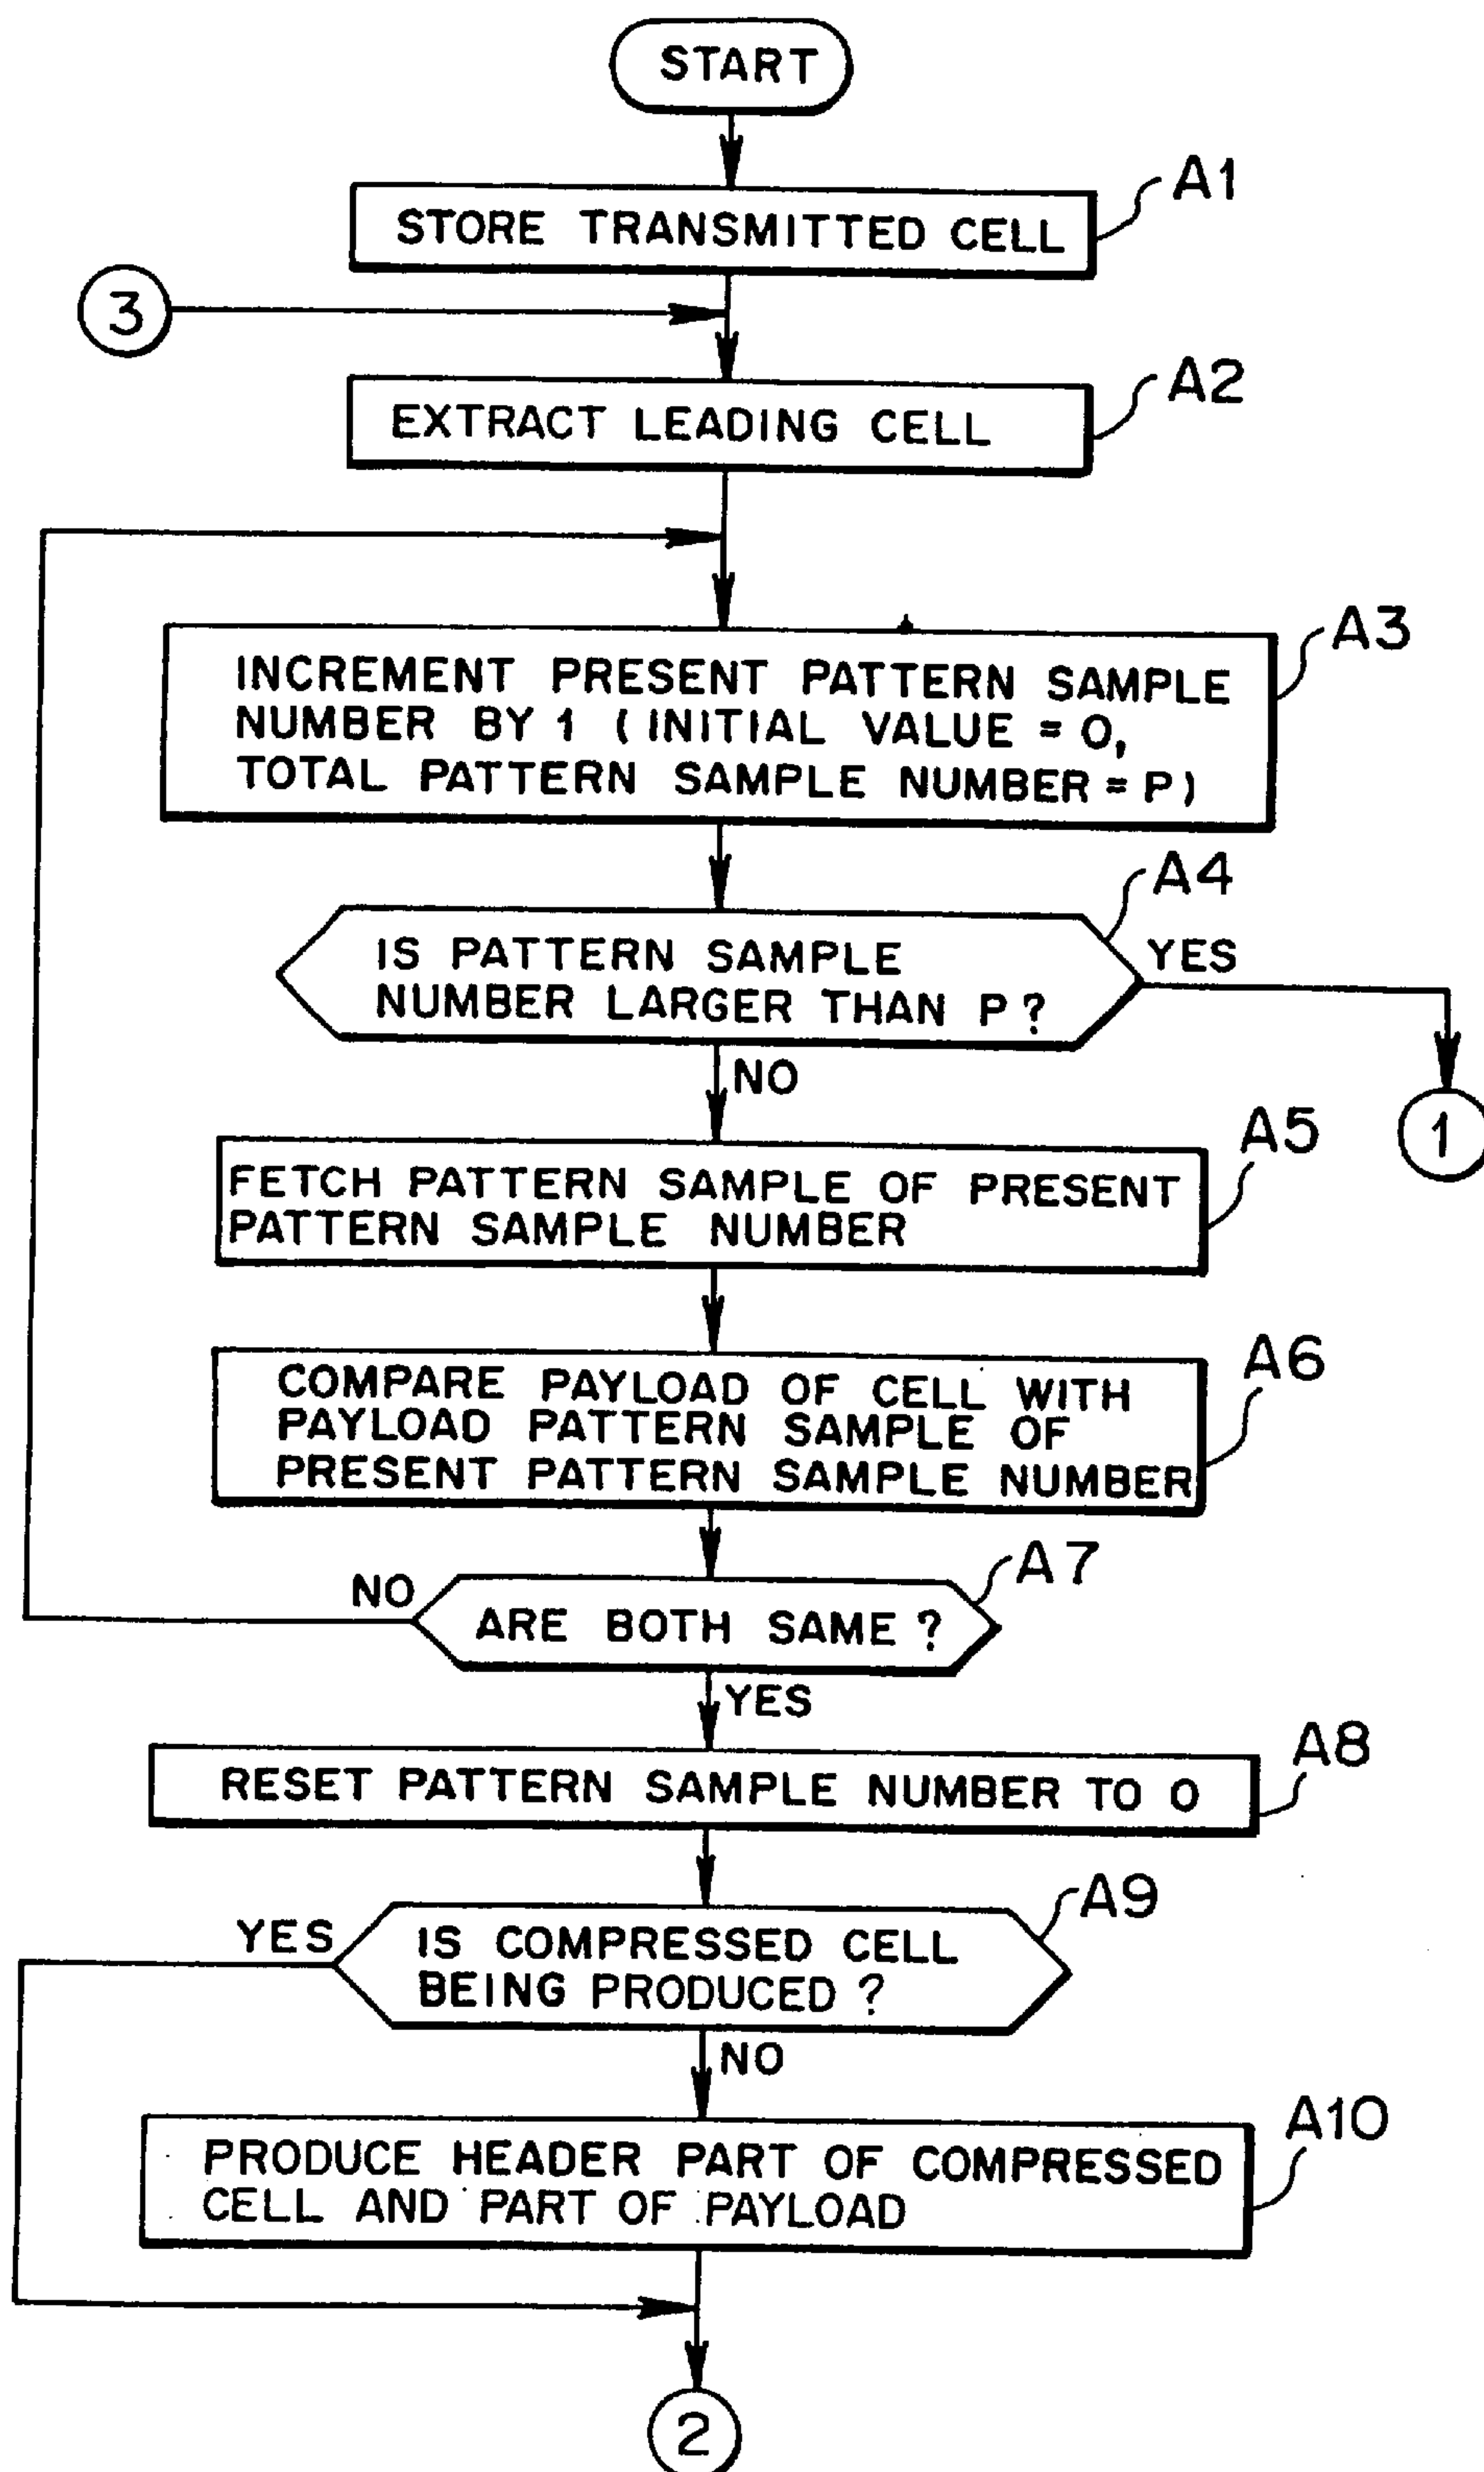 START
A1
STORE TRANSMITTED CELL
3
A2
EXTRACT LEADING CELL
A3
INCREMENT PRESENT PATTERN SAMPLE
NUMBER BY 1 (INITIAL VALUE = 0,
TOTAL PATTERN SAMPLE NUMBER = P)
A4
IS PATTERN SAMPLE
NUMBER LARGER THAN P?
YES
NO
1
A5
FETCH PATTERN SAMPLE OF PRESENT
PATTERN SAMPLE NUMBER
A6
COMPARE PAYLOAD OF CELL WITH
PAYLOAD PATTERN SAMPLE OF
PRESENT PATTERN SAMPLE NUMBER
A7
NO
ARE BOTH SAME ?
YES
A8
RESET PATTERN SAMPLE NUMBER TO 0
A9
YES
IS COMPRESSED CELL
BEING PRODUCED ?
NO
A10
PRODUCE HEADER PART OF COMPRESSED
CELL AND PART OF PAYLOAD
2